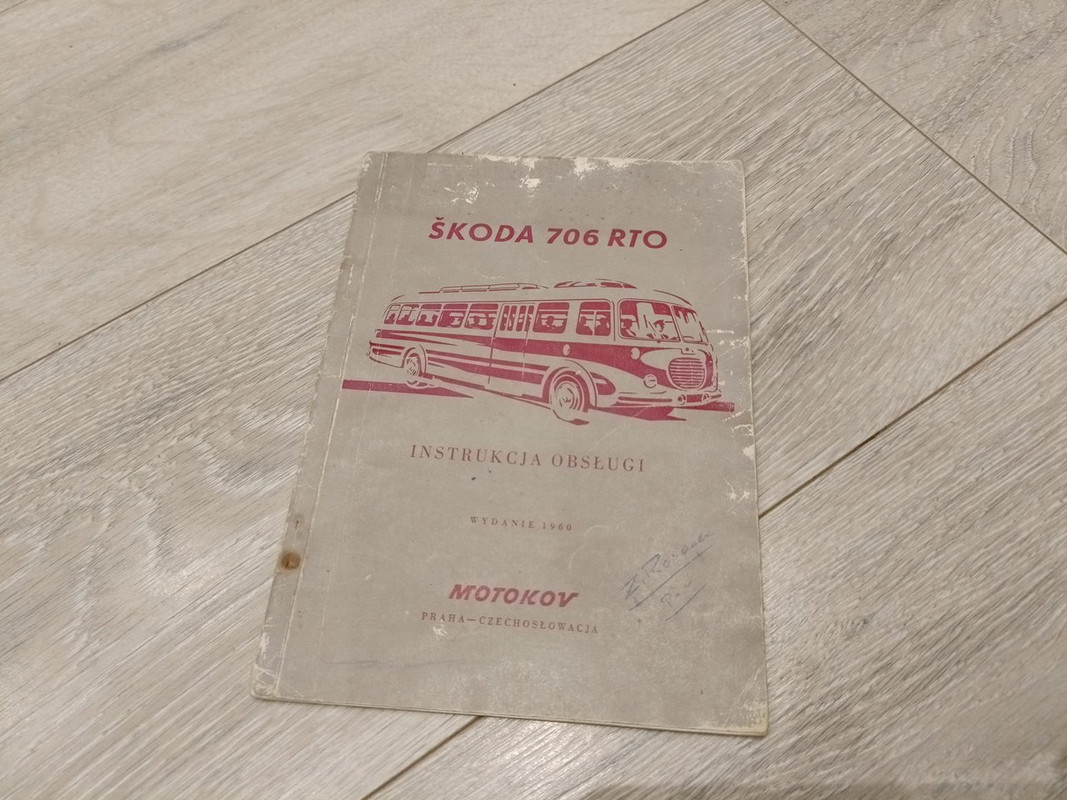 ŠKODA 706 RTO
INSTRUKCJA OBSŁUGI
WYDANIE 1960
MOTOKOV
PRAHA—CZECHOSŁOWACJA